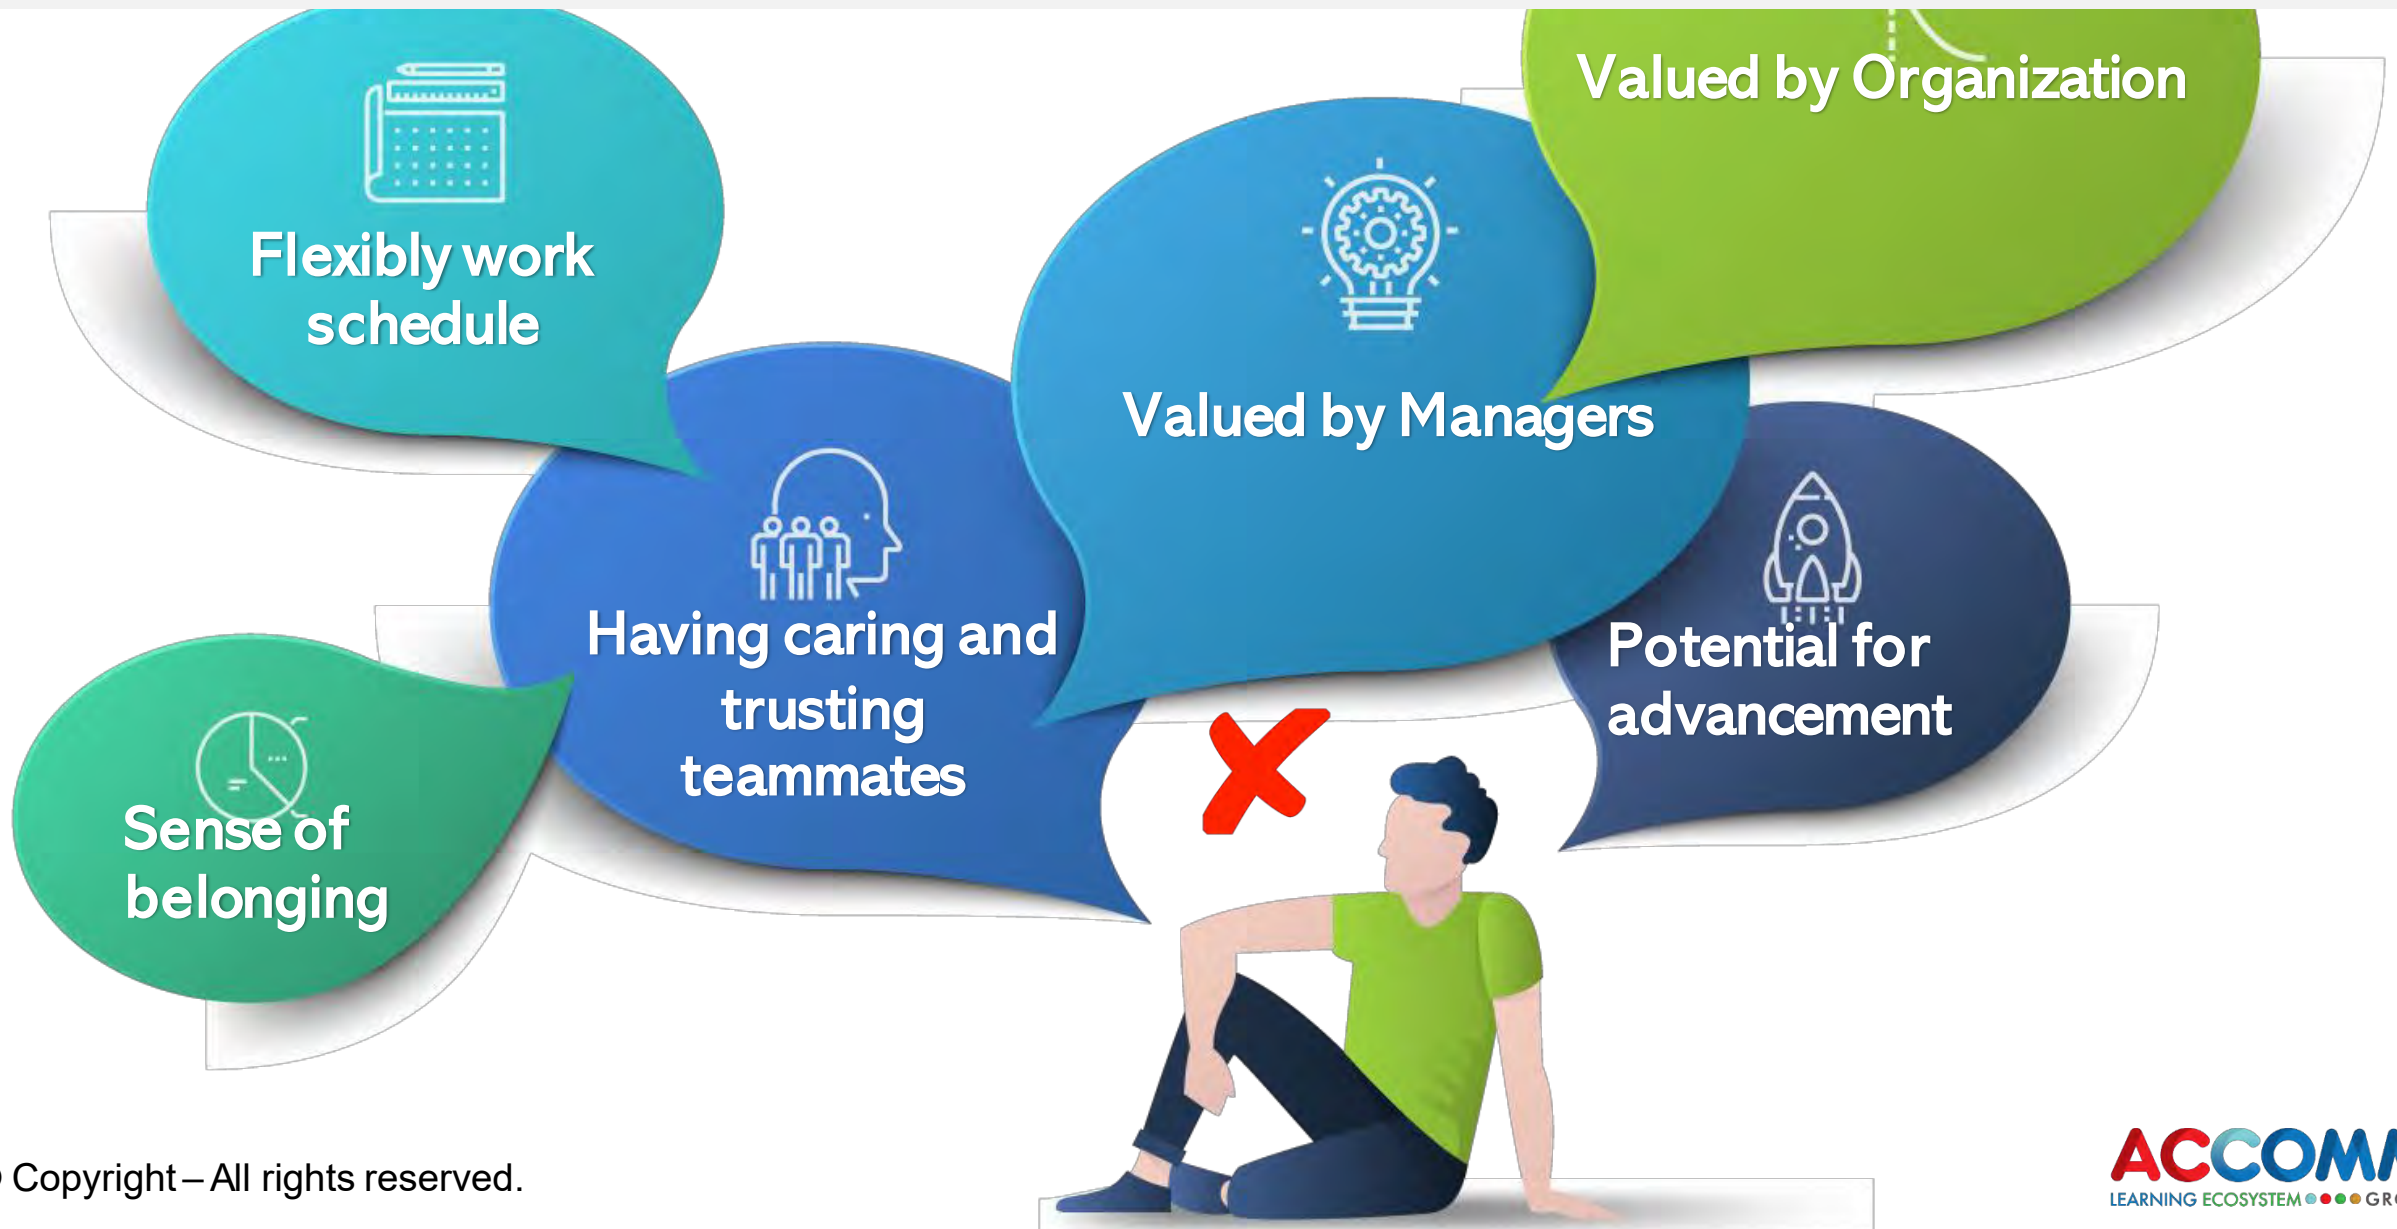 Valued by Organization
Flexibly work
schedule
Valued by Managers
Having caring and
trusting
teammates
Potential for
advancement
Sense of
belonging
Copyright – All rights reserved.
LEARNING ECOSYSTEM